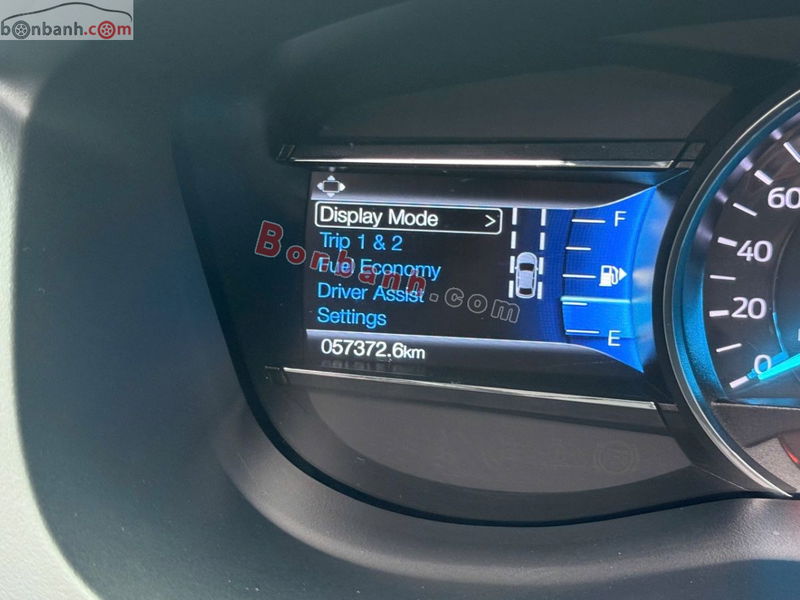 bonbanh.com
Display Mode >
Trip 1 & 2
Fuel Economy
Driver Assist
Settings
057372.6km
F
E
60
40
20
0
Bonbanh.com